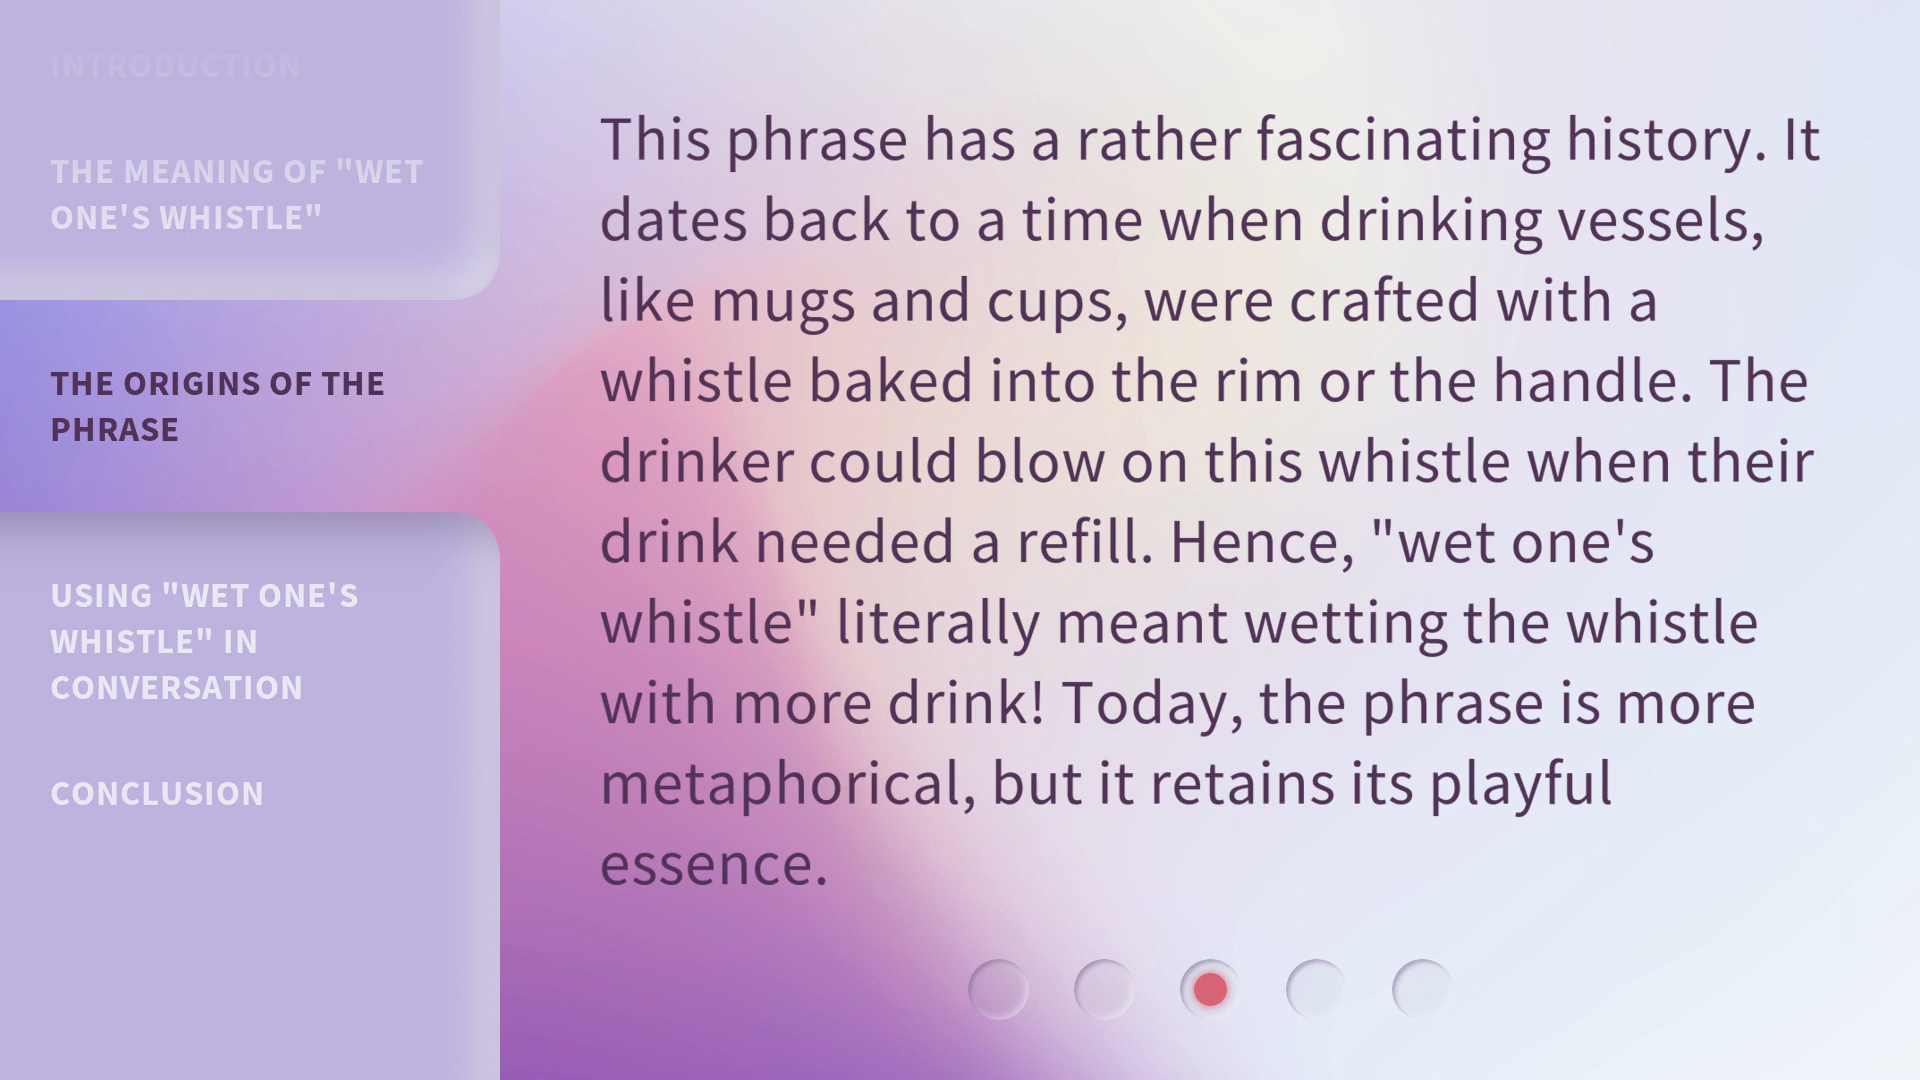 INTRODUCTION
THE MEANING OF "WET
ONE'S WHISTLE"
THE ORIGINS OF THE
PHRASE
USING "WET ONE'S
WHISTLE" IN
CONVERSATION
CONCLUSION
This phrase has a rather fascinating history. It
dates back to a time when drinking vessels,
like mugs and cups, were crafted with a
whistle baked into the rim or the handle. The
drinker could blow on this whistle when their
drink needed a refill. Hence, "wet one's
whistle" literally meant wetting the whistle
with more drink! Today, the phrase is more
metaphorical, but it retains its playful
essence.